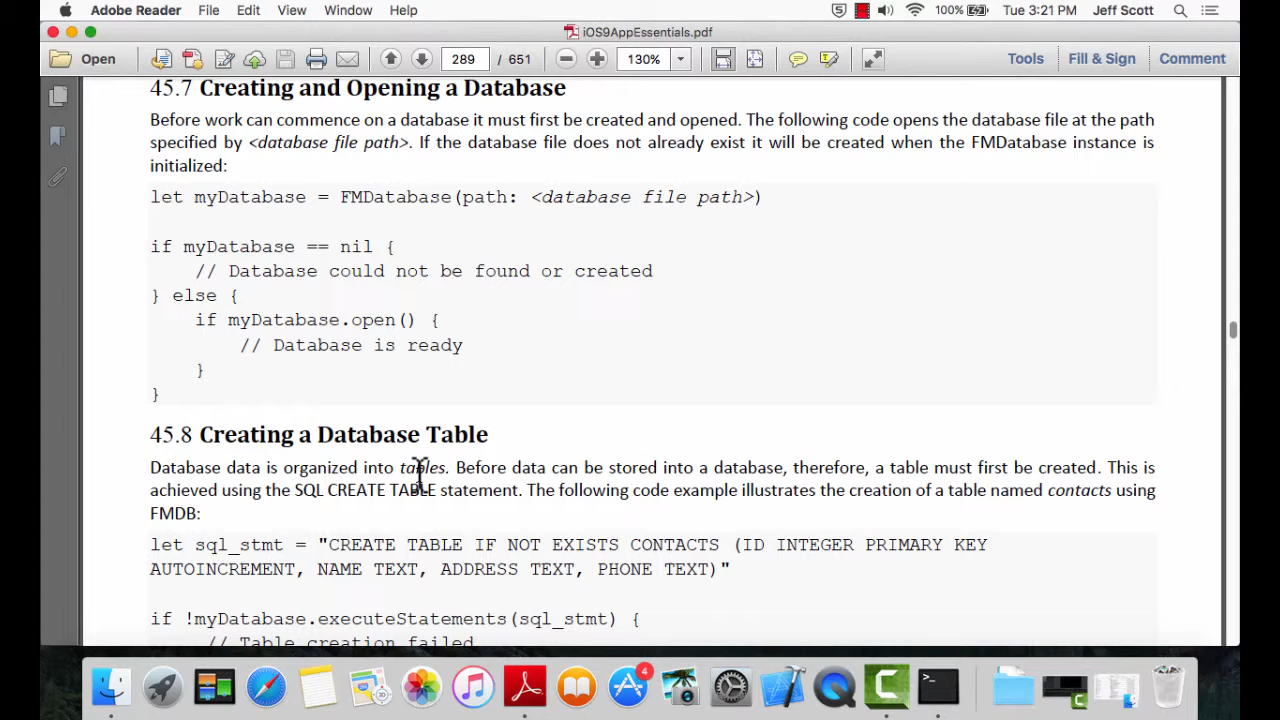 Adobe Reader File Edit View Window Help 100% Tue 3:21 PM Jeff Scott
iOS9AppEssentials.pdf
Open 289 / 651 130% Tools Fill & Sign Comment
45.7 Creating and Opening a Database
Before work can commence on a database it must first be created and opened. The following code opens the database file at the path
specified by <database file path>. If the database file does not already exist it will be created when the FMDatabase instance is
initialized:
let myDatabase = FMDatabase(path: <database file path>)
if myDatabase == nil {
// Database could not be found or created
} else {
if myDatabase.open() {
// Database is ready
}
}
45.8 Creating a Database Table
Database data is organized into tables. Before data can be stored into a database, therefore, a table must first be created. This is
achieved using the SQL CREATE TABLE statement. The following code example illustrates the creation of a table named contacts using
FMDB:
let sql_stmt = "CREATE TABLE IF NOT EXISTS CONTACTS (ID INTEGER PRIMARY KEY
AUTOINCREMENT, NAME TEXT, ADDRESS TEXT, PHONE TEXT)"
if !myDatabase.executeStatements(sql_stmt) {
// Table creation failed
4